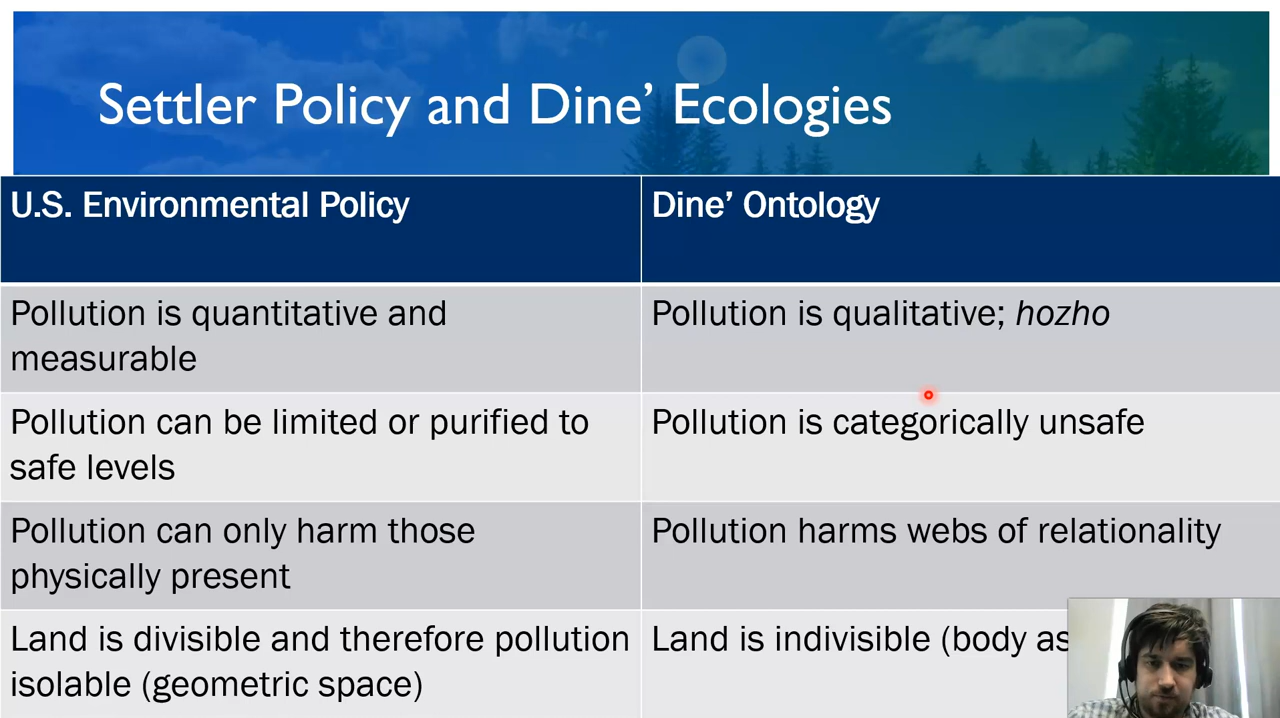 Settler Policy and Dine’ Ecologies
U.S. Environmental Policy
Dine’ Ontology
Pollution is quantitative and
measurable
Pollution is qualitative; hozho
Pollution can be limited or purified to
safe levels
Pollution is categorically unsafe
Pollution can only harm those
physically present
Pollution harms webs of relationality
Land is divisible and therefore pollution
isolable (geometric space)
Land is indivisible (body as